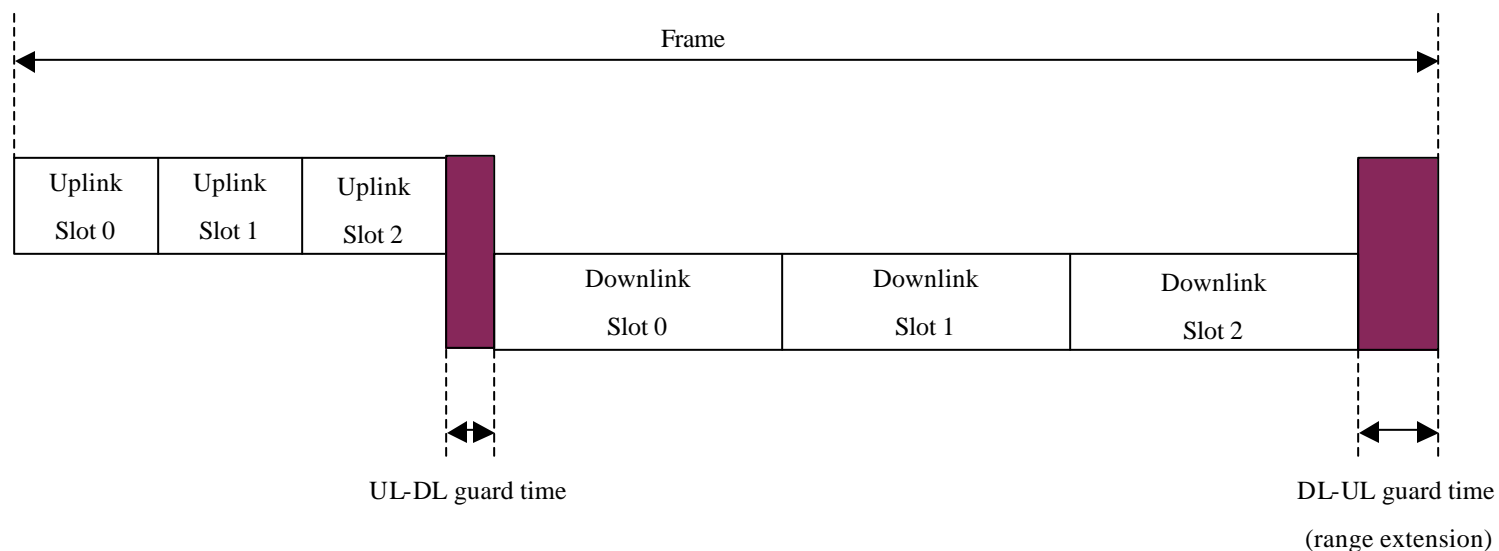 Frame
Uplink
Slot 0
Uplink
Slot 1
Uplink
Slot 2
Downlink
Slot 0
Downlink
Slot 1
Downlink
Slot 2
UL-DL guard time
DL-UL guard time
(range extension)